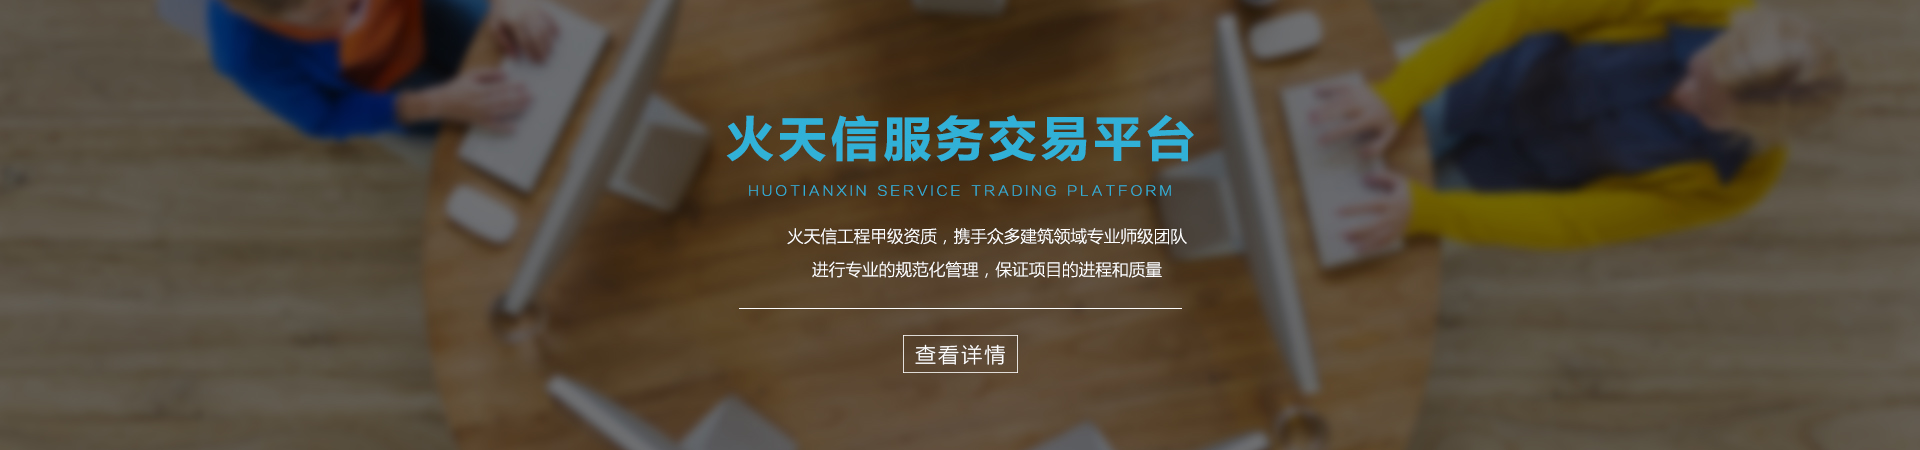 火天信服务交易平台
HUOTIANXIN SERVICE TRADING PLATFORM
火天信工程甲级资质，携手众多建筑领域专业师级团队
进行专业的规范化管理，保证项目的进程和质量
查看详情